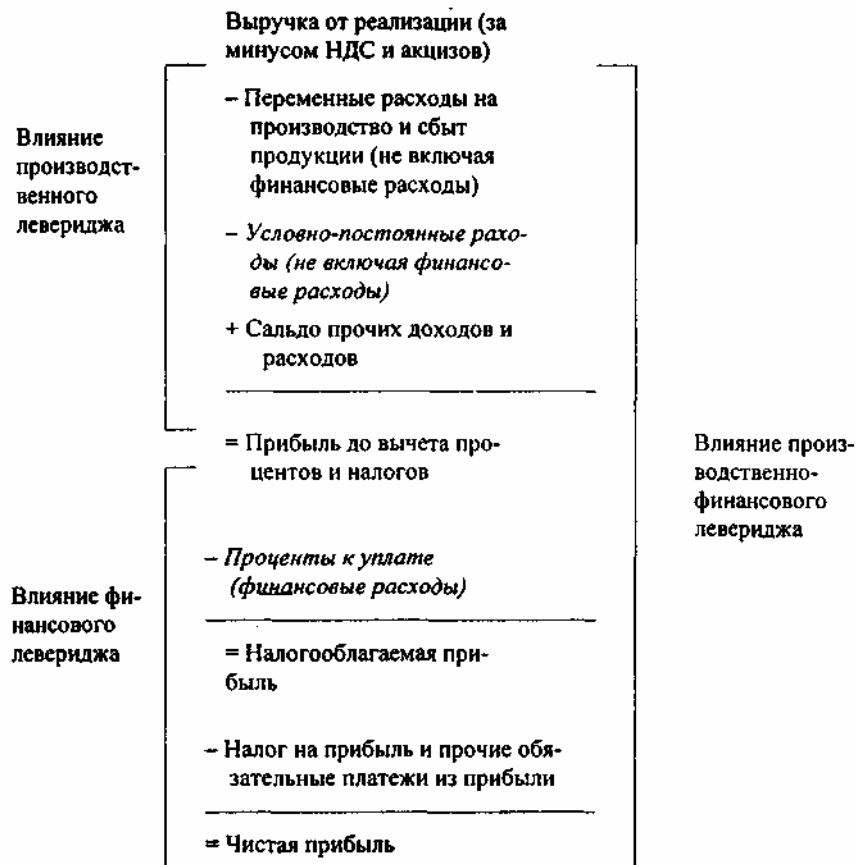 Выручка от реализации (за
минусом НДС и акцизов)
– Переменные расходы на
производство и сбыт
продукции (не включая
финансовые расходы)
Влияние
производст-
венного
левериджа
– Условно-постоянные рахо-
ды (не включая финансо-
вые расходы)
+ Сальдо прочих доходов и
расходов
= Прибыль до вычета про-
центов и налогов
Влияние произ-
водственно-
финансового
левериджа
– Проценты к уплате
(финансовые расходы)
Влияние фи-
нансового
левериджа
= Налогооблагаемая при-
быль
– Налог на прибыль и прочие обя-
зательные платежи из прибыли
= Чистая прибыль